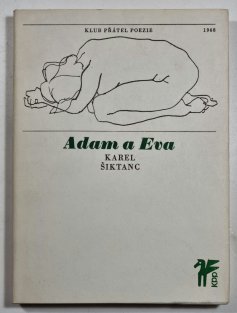 KLUB PŘÁTEL POEZIE 1968
Adam a Eva
KAREL
ŠIKTANC
KPP